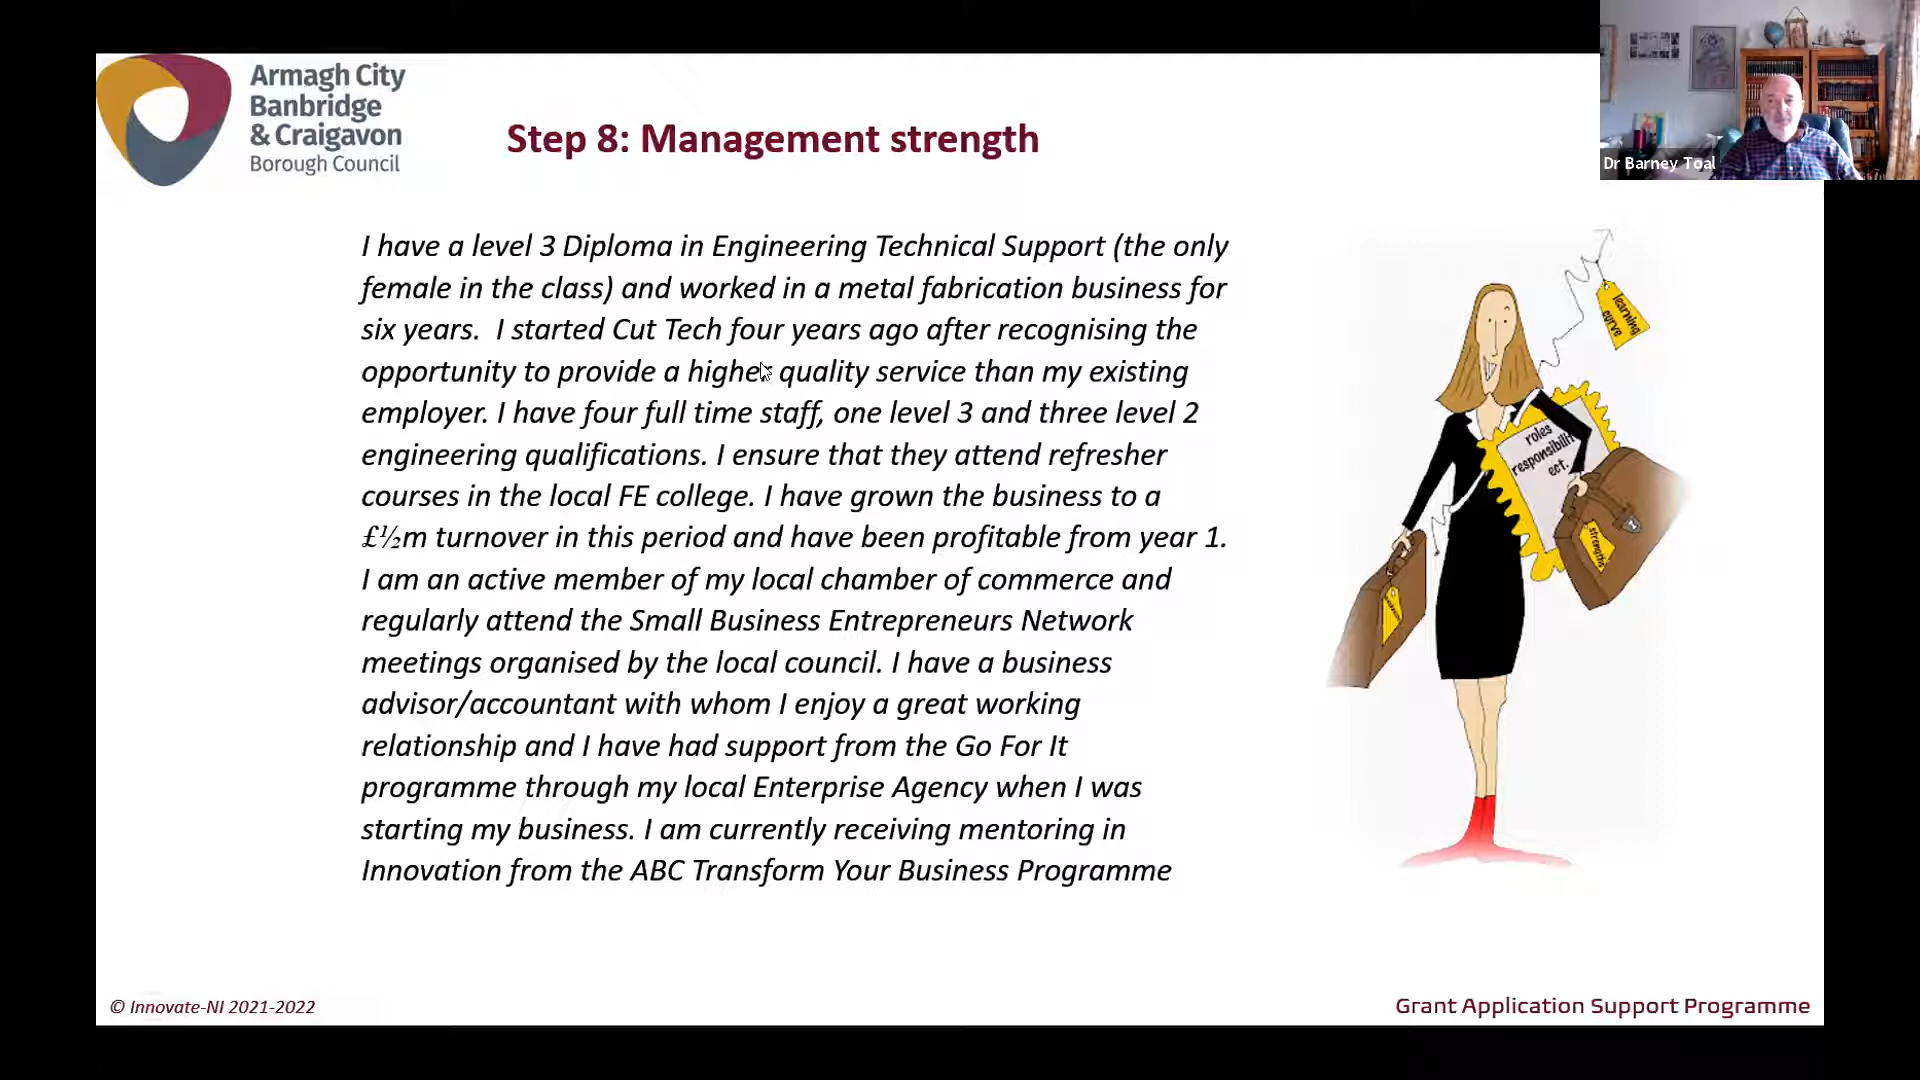 Armagh City
Banbridge
& Craigavon
Borough Council
Step 8: Management strength
Dr Barney Toal
I have a level 3 Diploma in Engineering Technical Support (the only
female in the class) and worked in a metal fabrication business for
six years.  I started Cut Tech four years ago after recognising the
opportunity to provide a higher quality service than my existing
employer. I have four full time staff, one level 3 and three level 2
engineering qualifications. I ensure that they attend refresher
courses in the local FE college. I have grown the business to a
£½m turnover in this period and have been profitable from year 1.
I am an active member of my local chamber of commerce and
regularly attend the Small Business Entrepreneurs Network
meetings organised by the local council. I have a business
advisor/accountant with whom I enjoy a great working
relationship and I have had support from the Go For It
programme through my local Enterprise Agency when I was
starting my business. I am currently receiving mentoring in
Innovation from the ABC Transform Your Business Programme
learning
curve
roles
responsibilit
ect.
strengths
© Innovate-NI 2021-2022
Grant Application Support Programme